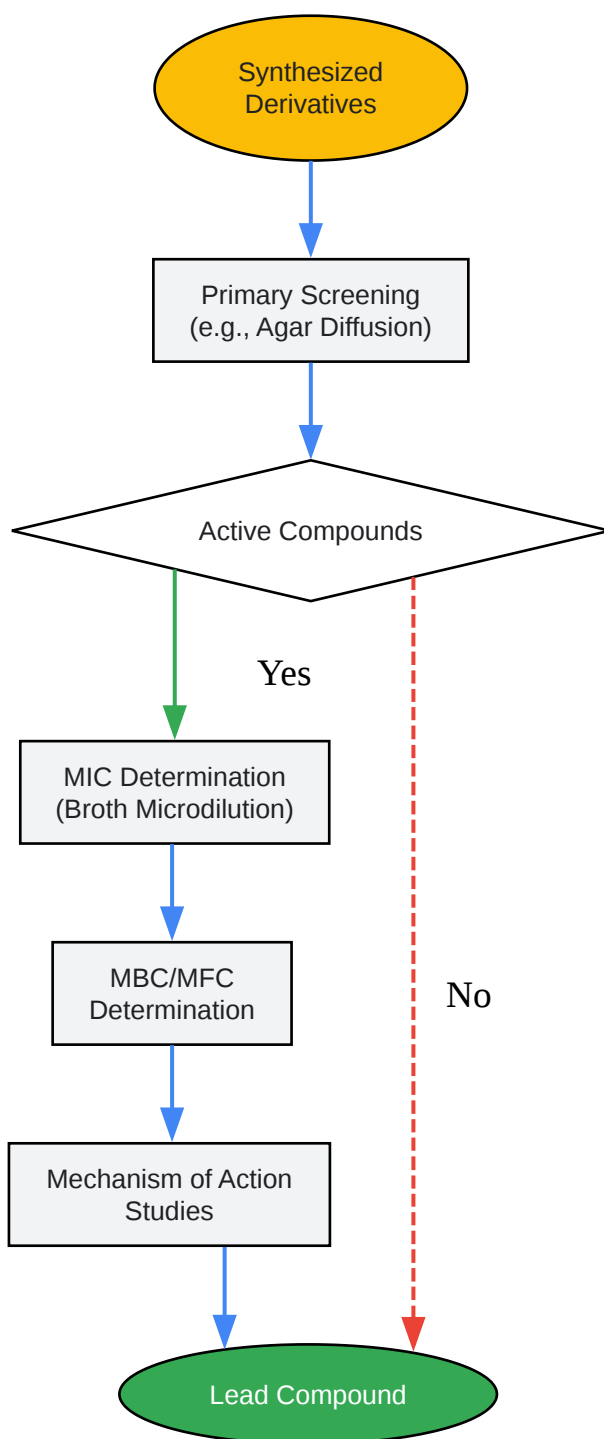 Synthesized
Derivatives
Primary Screening
(e.g., Agar Diffusion)
Active Compounds
Yes
MIC Determination
(Broth Microdilution)
MBC/MFC
Determination
No
Mechanism of Action
Studies
Lead Compound